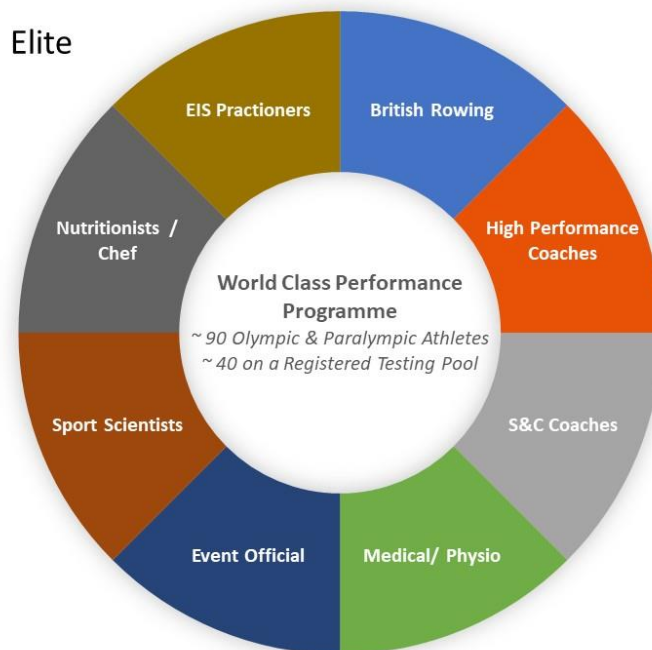 Elite
EIS Practioners
British Rowing
Nutritionists /
Chef
High Performance
Coaches
World Class Performance
Programme
~ 90 Olympic & Paralympic Athletes
~ 40 on a Registered Testing Pool
Sport Scientists
S&C Coaches
Event Official
Medical/ Physio